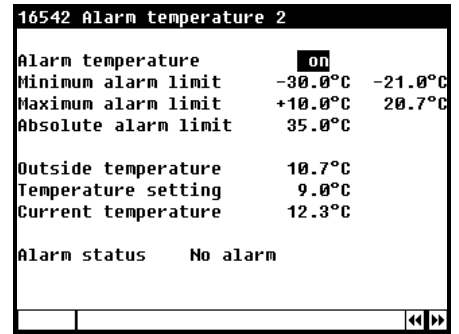 16542 Alarm temperature 2
Alarm temperature on
Minimum alarm limit -30.0°C -21.0°C
Maximum alarm limit +10.0°C 20.7°C
Absolute alarm limit 35.0°C
Outside temperature 10.7°C
Temperature setting 9.0°C
Current temperature 12.3°C
Alarm status No alarm